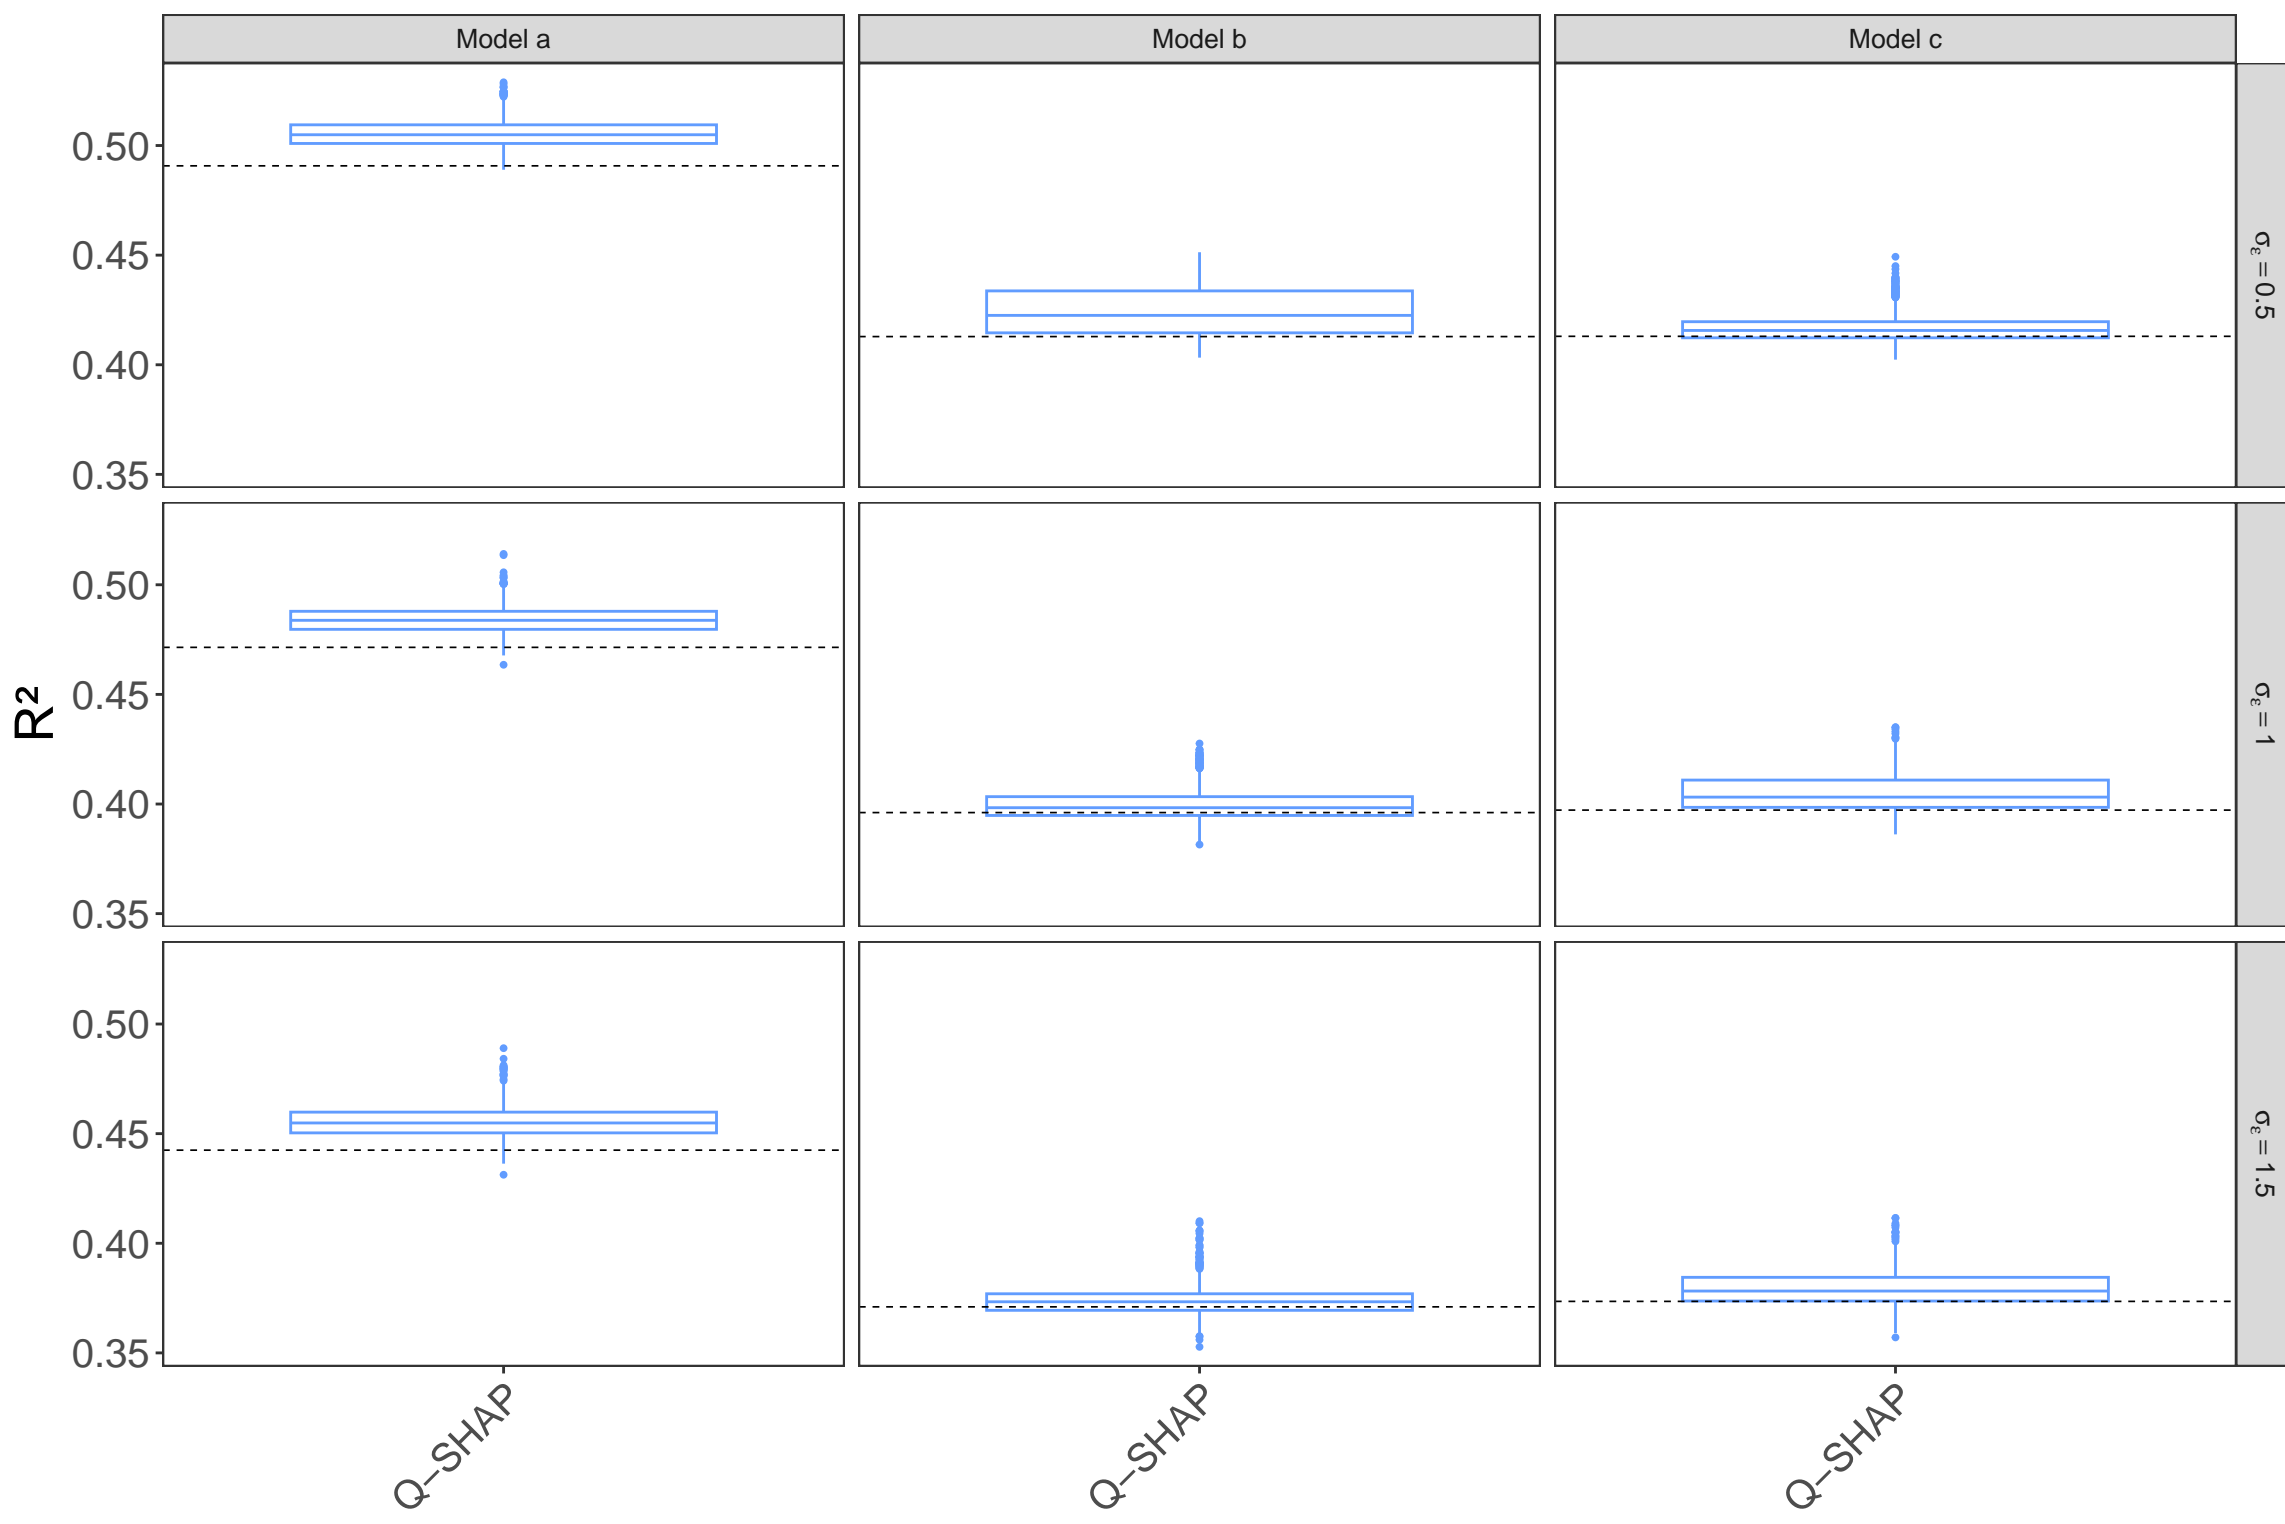 Model a
Model b
Model c
0.50
0.45
0.40
0.35
σε = 0.5
0.50
0.45
0.40
0.35
σε = 1
R²
0.50
0.45
0.40
0.35
σε = 1.5
Q−SHAP
Q−SHAP
Q−SHAP